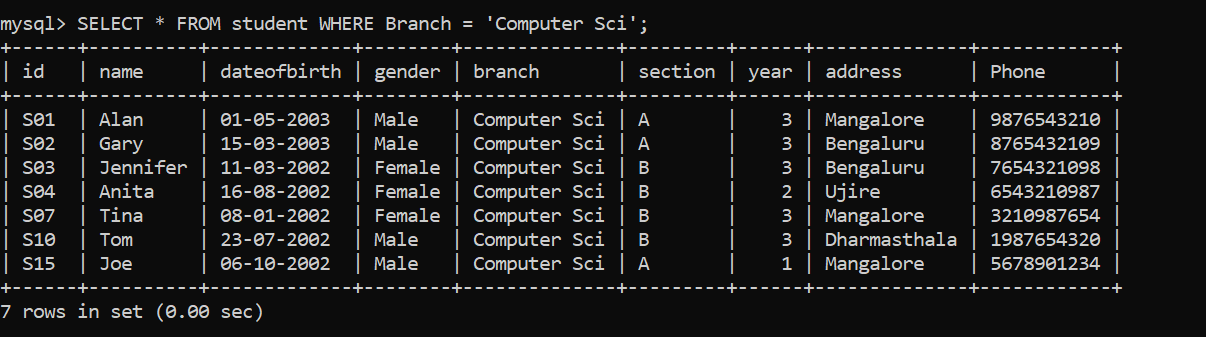 mysql> SELECT * FROM student WHERE Branch = 'Computer Sci';
+------+----------+-------------+--------+--------------+---------+------+--------------+------------+
| id   | name     | dateofbirth | gender | branch       | section | year | address      | Phone      |
+------+----------+-------------+--------+--------------+---------+------+--------------+------------+
| S01  | Alan     | 01-05-2003  | Male   | Computer Sci | A       |    3 | Mangalore    | 9876543210 |
| S02  | Gary     | 15-03-2003  | Male   | Computer Sci | A       |    3 | Bengaluru    | 8765432109 |
| S03  | Jennifer | 11-03-2002  | Female | Computer Sci | B       |    3 | Bengaluru    | 7654321098 |
| S04  | Anita    | 16-08-2002  | Female | Computer Sci | B       |    2 | Ujire        | 6543210987 |
| S07  | Tina     | 08-01-2002  | Female | Computer Sci | B       |    3 | Mangalore    | 3210987654 |
| S10  | Tom      | 23-07-2002  | Male   | Computer Sci | B       |    3 | Dharmasthala | 1987654320 |
| S15  | Joe      | 06-10-2002  | Male   | Computer Sci | A       |    1 | Mangalore    | 5678901234 |
+------+----------+-------------+--------+--------------+---------+------+--------------+------------+
7 rows in set (0.00 sec)